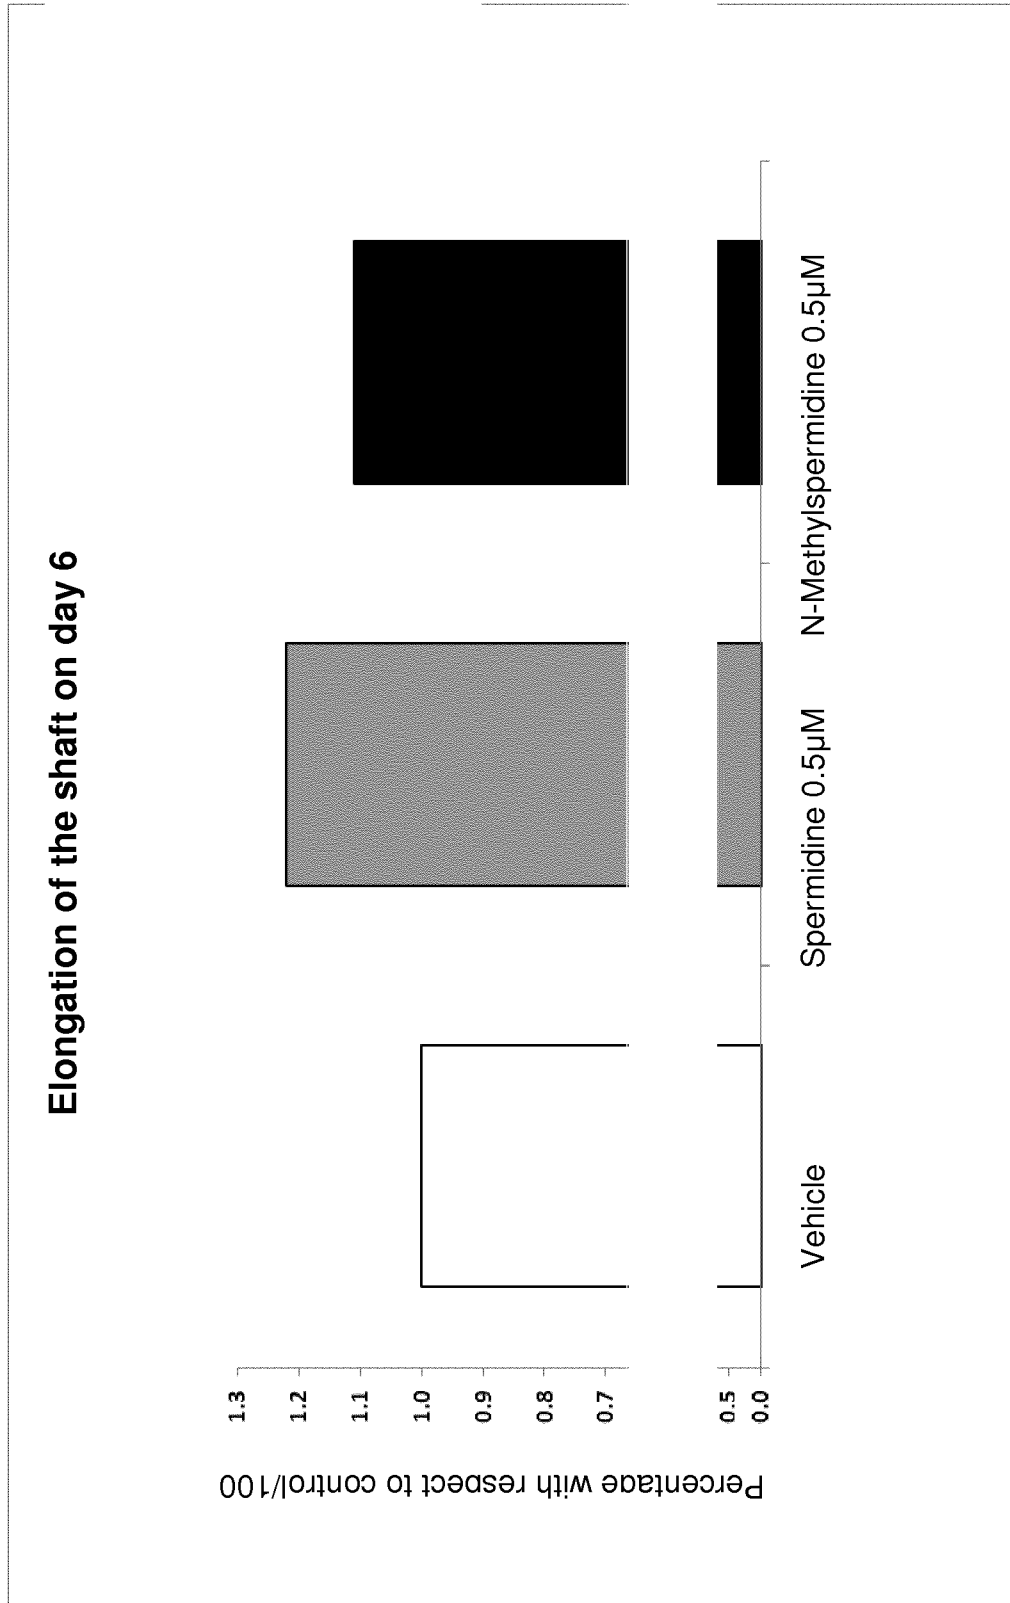 Elongation of the shaft on day 6
Percentage with respect to control/100
1.3
1.2
1.1
1.0
0.9
0.8
0.7
0.5
0.0
Vehicle
Spermidine 0.5µM
N-Methylspermidine 0.5µM